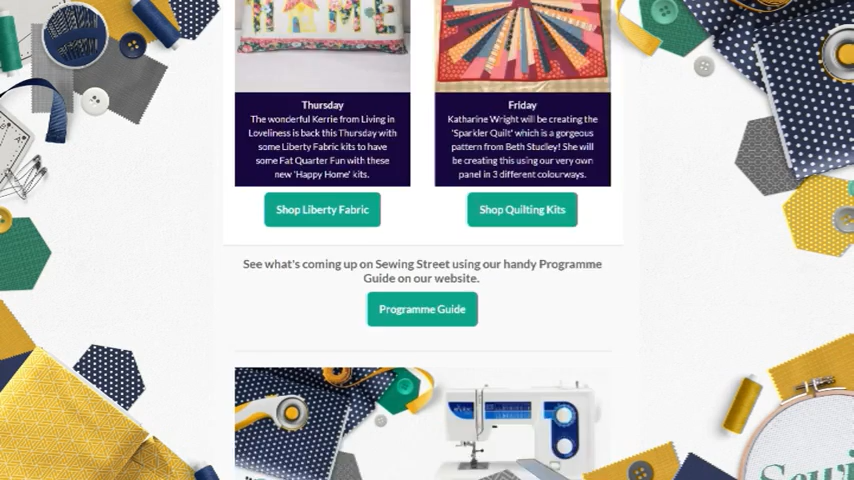 HOME
Thursday
The wonderful Kerrie from Living in
Loveliness is back this Thursday with
some Liberty Fabric kits to have
some Fat Quarter Fun with these
new 'Happy Home' kits.
Shop Liberty Fabric
Friday
Katharine Wright will be creating the
'Sparkler Quilt' which is a gorgeous
pattern from Beth Studley! She will
be creating this using our very own
panel in 3 different colourways.
Shop Quilting Kits
See what's coming up on Sewing Street using our handy Programme
Guide on our website.
Programme Guide
Sewi